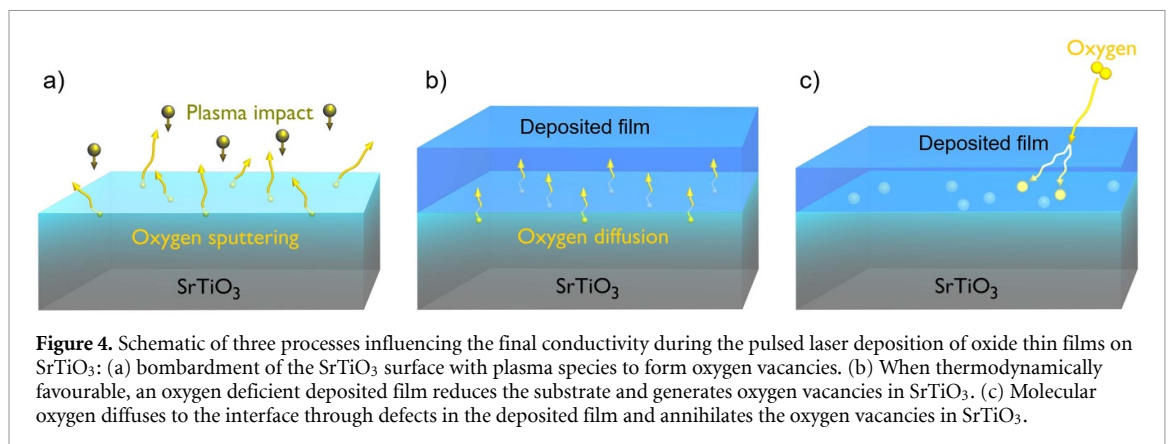 a)
Plasma impact
Oxygen sputtering
SrTiO₃
b)
Deposited film
Oxygen diffusion
SrTiO₃
c)
Oxygen
Deposited film
SrTiO₃
Figure 4. Schematic of three processes influencing the final conductivity during the pulsed laser deposition of oxide thin films on
SrTiO₃: (a) bombardment of the SrTiO₃ surface with plasma species to form oxygen vacancies. (b) When thermodynamically
favourable, an oxygen deficient deposited film reduces the substrate and generates oxygen vacancies in SrTiO₃. (c) Molecular
oxygen diffuses to the interface through defects in the deposited film and annihilates the oxygen vacancies in SrTiO₃.